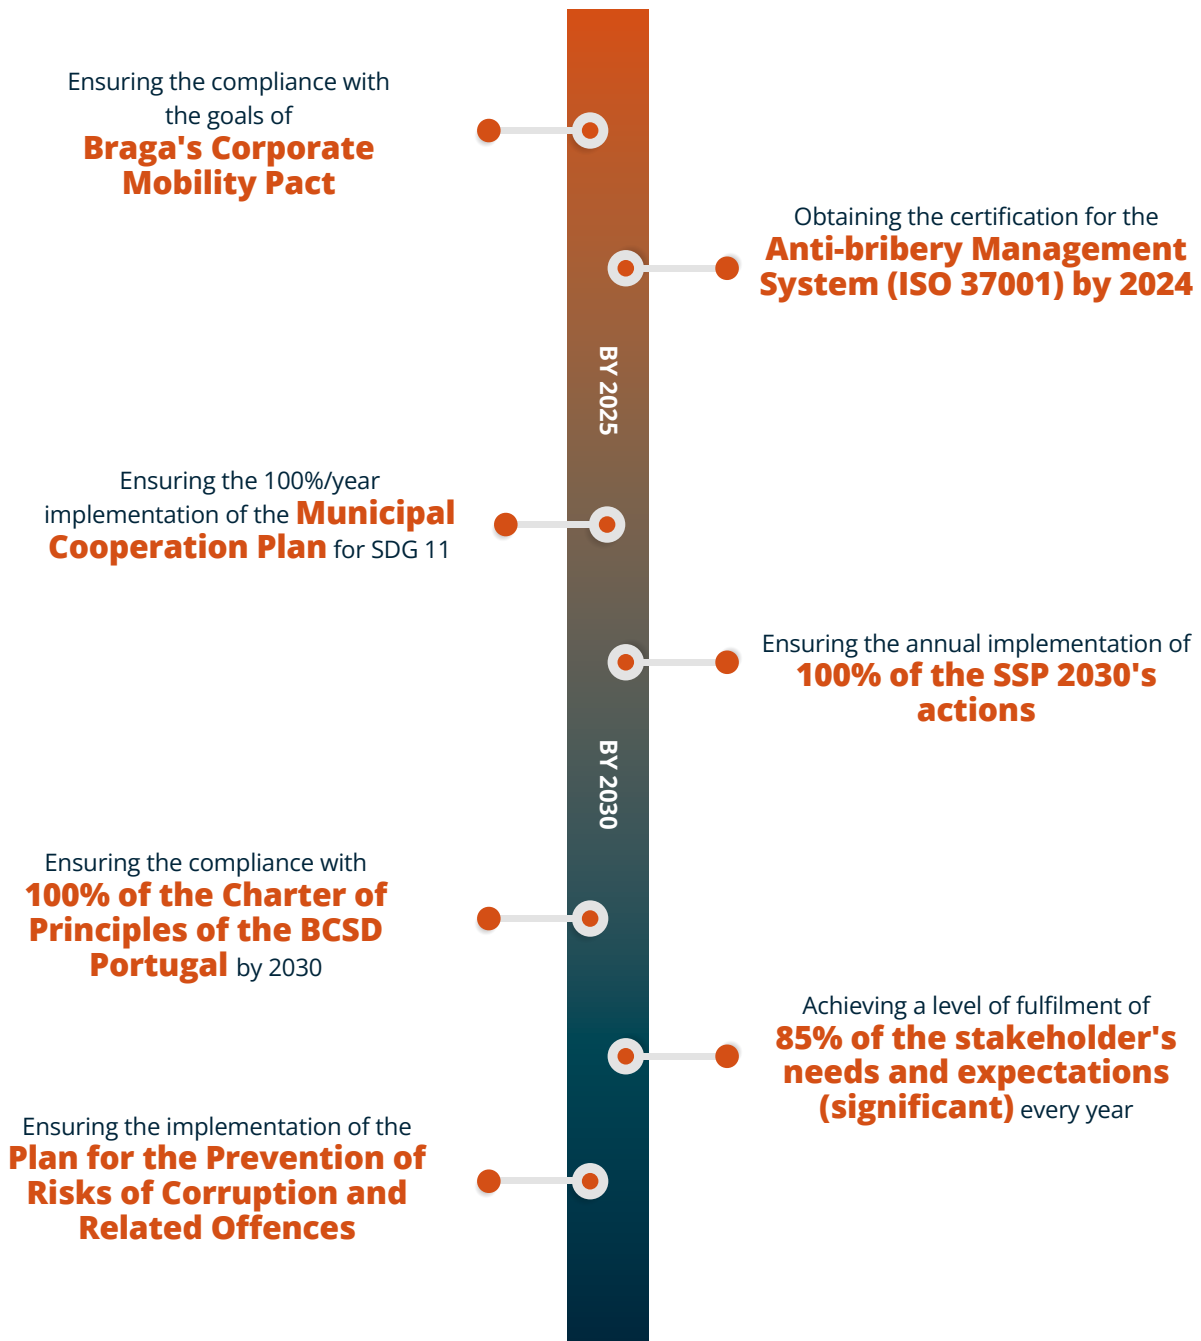 Ensuring the compliance with
the goals of
Braga's Corporate
Mobility Pact
Obtaining the certification for the
Anti-bribery Management
System (ISO 37001) by 2024
BY 2025
Ensuring the 100%/year
implementation of the Municipal
Cooperation Plan for SDG 11
Ensuring the annual implementation of
100% of the SSP 2030's
actions
BY 2030
Ensuring the compliance with
100% of the Charter of
Principles of the BCSD
Portugal by 2030
Achieving a level of fulfilment of
85% of the stakeholder's
needs and expectations
(significant) every year
Ensuring the implementation of the
Plan for the Prevention of
Risks of Corruption and
Related Offences